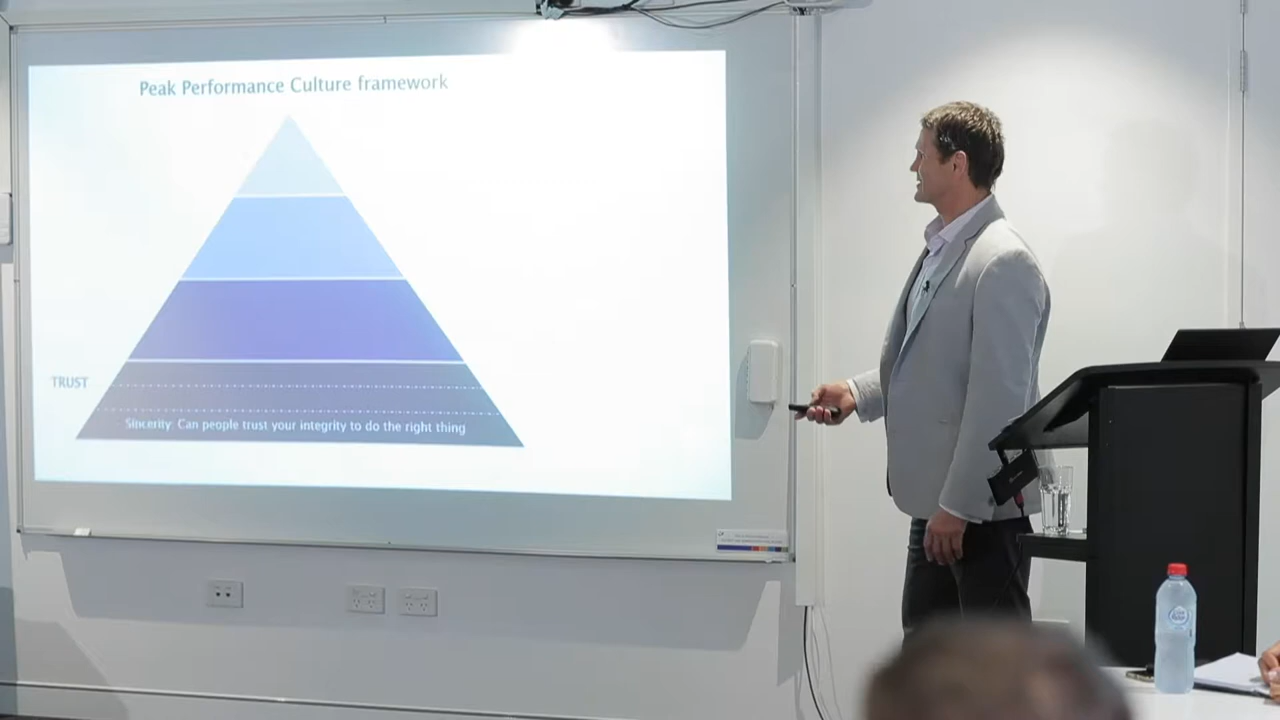 Peak Performance Culture framework
TRUST
Sincerity Can people trust your integrity to do the right thing